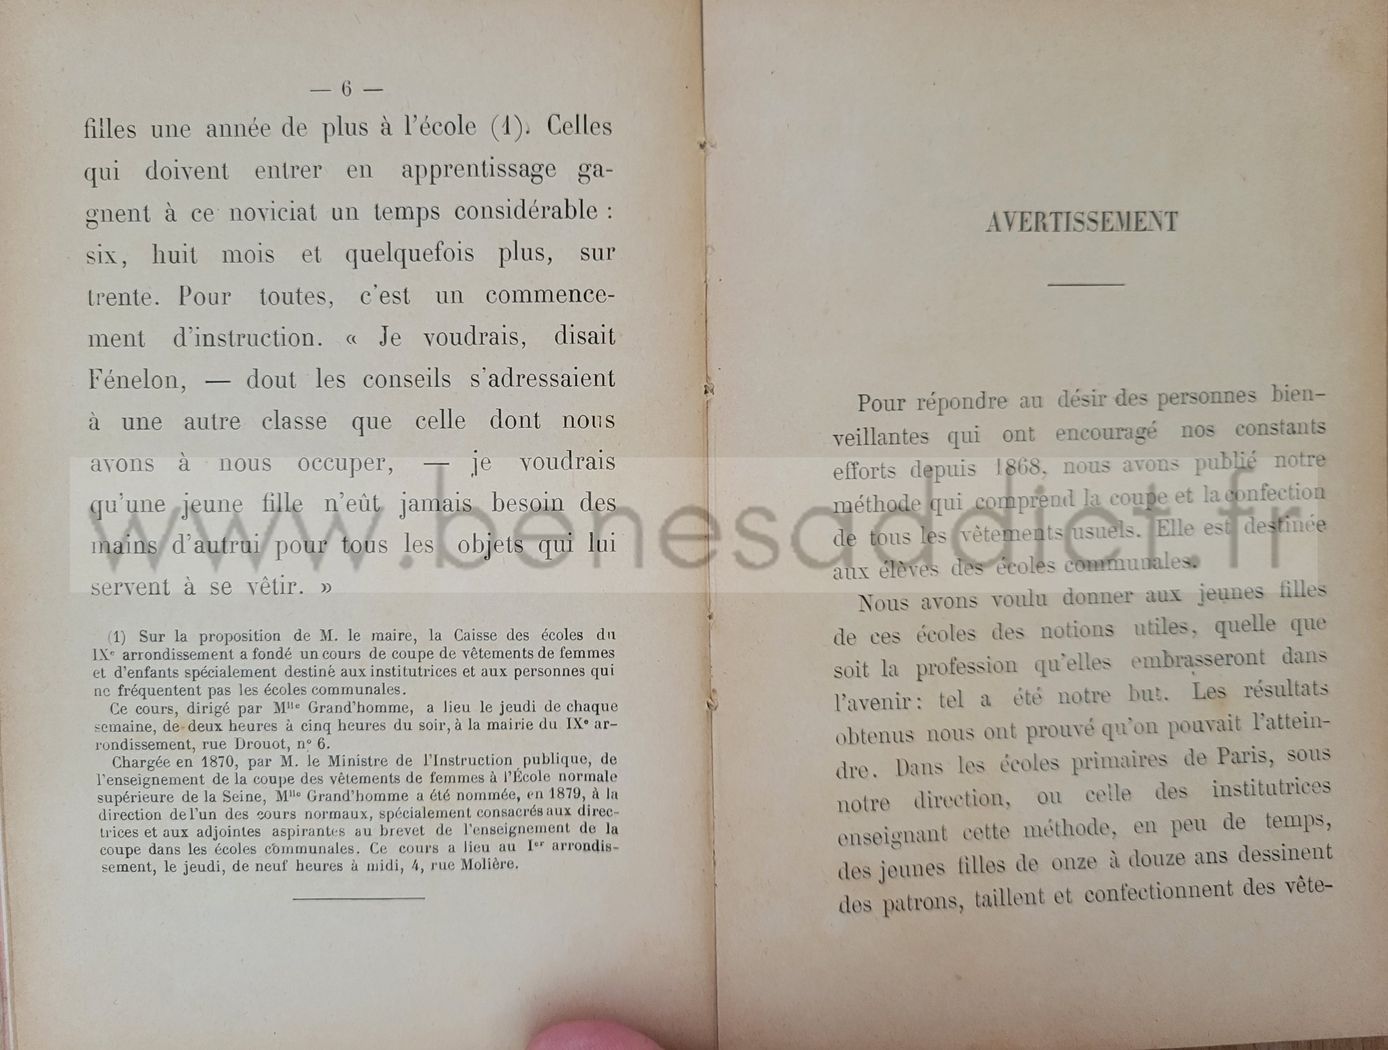 — 6 —
filles une année de plus à l'école (1). Celles
qui doivent entrer en apprentissage ga-
gnent à ce noviciat un temps considérable :
six, huit mois et quelquefois plus, sur
trente. Pour toutes, c'est un commence-
ment d'instruction. « Je voudrais, disait
Fénelon, — dout les conseils s'adressaient
à une autre classe que celle dont nous
avons à nous occuper, — je voudrais
qu'une jeune fille n'eût jamais besoin des
mains d'autrui pour tous les objets qui lui
servent à se vêtir. »
(1) Sur la proposition de M. le maire, la Caisse des écoles du
IXe arrondissement a fondé un cours de coupe de vêtements de femmes
et d'enfants spécialement destiné aux institutrices et aux personnes qui
ne fréquentent pas les écoles communales.
Ce cours, dirigé par Mlle Grand'homme, a lieu le jeudi de chaque
semaine, de deux heures à cinq heures du soir, à la mairie du IXe ar-
rondissement, rue Drouot, n° 6.
Chargée en 1870, par M. le Ministre de l'Instruction publique, de
l'enseignement de la coupe des vêtements de femmes à l'École normale
supérieure de la Seine, Mlle Grand'homme a été nommée, en 1879, à la
direction de l'un des cours normaux, spécialement consacrés aux direc-
trices et aux adjointes aspirantes au brevet de l'enseignement de la
coupe dans les écoles communales. Ce cours a lieu au Ier arrondis-
sement, le jeudi, de neuf heures à midi, 4, rue Molière.
AVERTISSEMENT
Pour répondre au désir des personnes bien-
veillantes qui ont encouragé nos constants
efforts depuis 1868, nous avons publié notre
méthode qui comprend la coupe et la confection
de tous les vêtements usuels. Elle est destinée
aux élèves des écoles communales.
Nous avons voulu donner aux jeunes filles
de ces écoles des notions utiles, quelle que
soit la profession qu'elles embrasseront dans
l'avenir : tel a été notre but. Les résultats
obtenus nous ont prouvé qu'on pouvait l'attein-
dre. Dans les écoles primaires de Paris, sous
notre direction, ou celle des institutrices
enseignant cette méthode, en peu de temps,
des jeunes filles de onze à douze ans dessinent
des patrons, taillent et confectionnent des vête-
www.benesaddict.fr